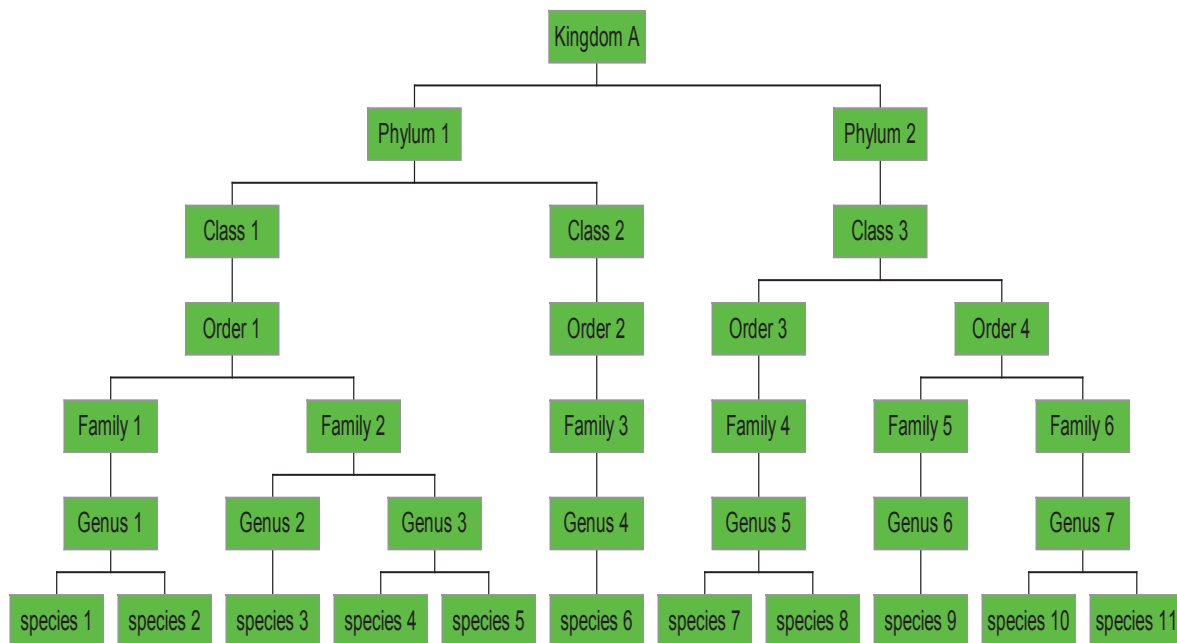 Kingdom A
Phylum 1
Phylum 2
Class 1
Class 2
Class 3
Order 1
Order 2
Order 3
Order 4
Family 1
Family 2
Family 3
Family 4
Family 5
Family 6
Genus 1
Genus 2
Genus 3
Genus 4
Genus 5
Genus 6
Genus 7
species 1
species 2
species 3
species 4
species 5
species 6
species 7
species 8
species 9
species 10
species 11